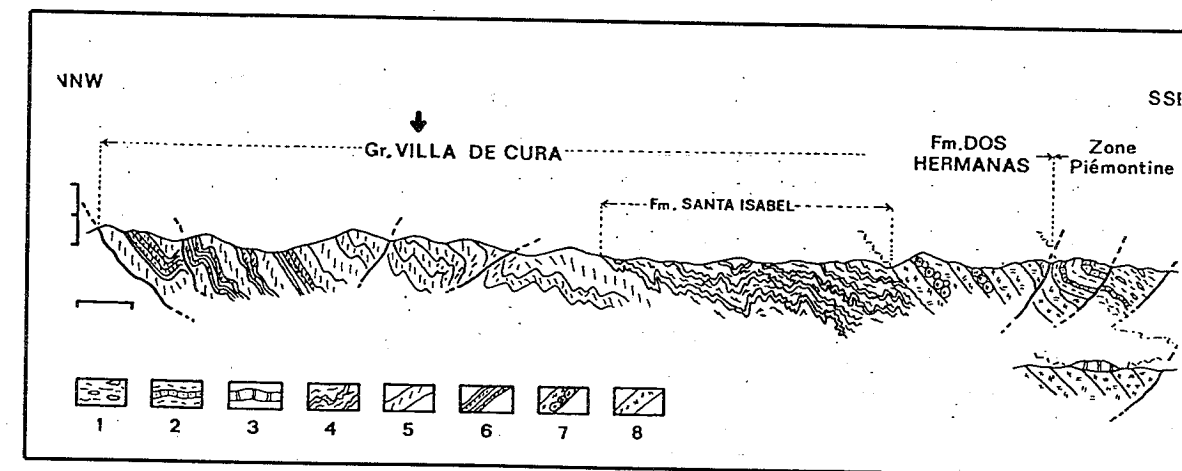 NNW
SSE
Gr. VILLA DE CURA
Fm. DOS
HERMANAS
Zone
Piémontine
Fm. SANTA ISABEL
1 2 3 4 5 6 7 8